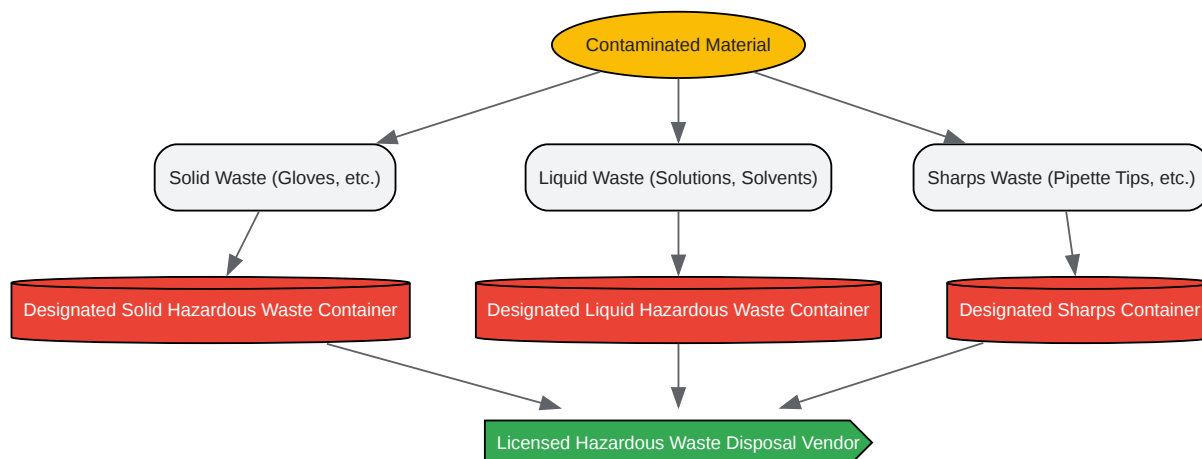 Contaminated Material
Solid Waste (Gloves, etc.)
Liquid Waste (Solutions, Solvents)
Sharps Waste (Pipette Tips, etc.)
Designated Solid Hazardous Waste Container
Designated Liquid Hazardous Waste Container
Designated Sharps Container
Licensed Hazardous Waste Disposal Vendor